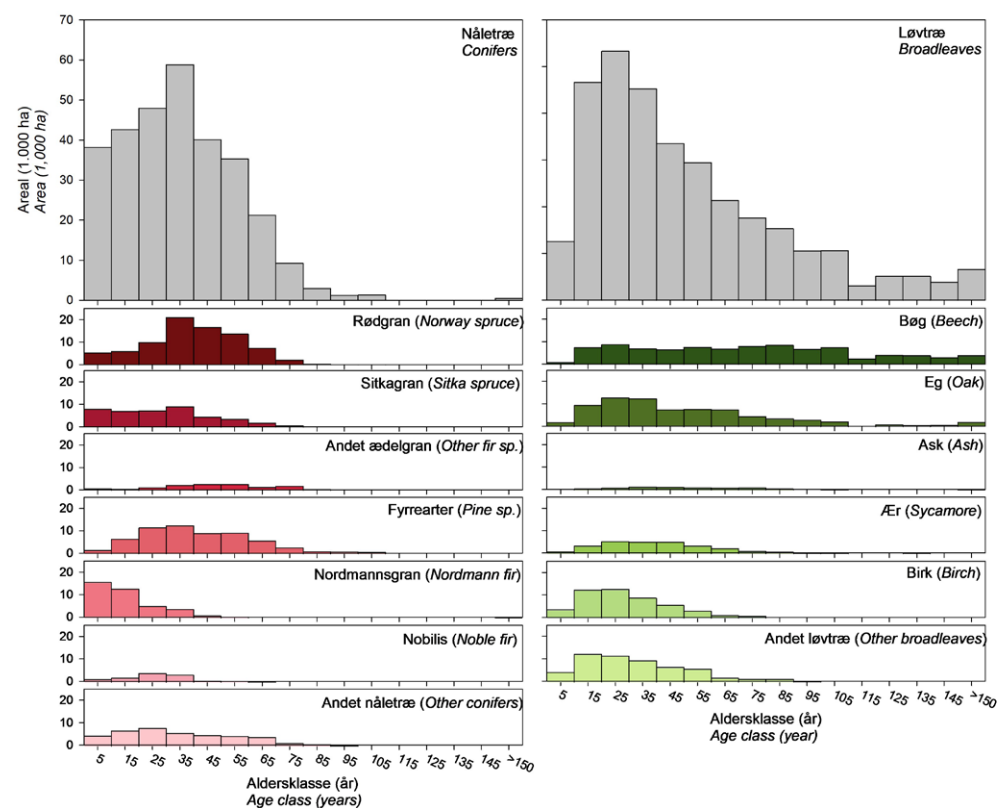 Areal (1.000 ha)
Area (1,000 ha)
70
60
50
40
30
20
10
0
Nåletræ
Conifers
Løvtræ
Broadleaves
20
10
0
Rødgran (Norway spruce)
Bøg (Beech)
20
10
0
Sitkagran (Sitka spruce)
Eg (Oak)
20
10
0
Andet ædelgran (Other fir sp.)
Ask (Ash)
20
10
0
Fyrrearter (Pine sp.)
Ær (Sycamore)
20
10
0
Nordmannsgran (Nordmann fir)
Birk (Birch)
20
10
0
Nobilis (Noble fir)
Andet løvtræ (Other broadleaves)
5 15 25 35 45 55 65 75 85 95 105 115 125 135 145 >150
Aldersklasse (år)
Age class (year)
20
10
0
Andet nåletræ (Other conifers)
5 15 25 35 45 55 65 75 85 95 105 115 125 135 145 >150
Aldersklasse (år)
Age class (years)